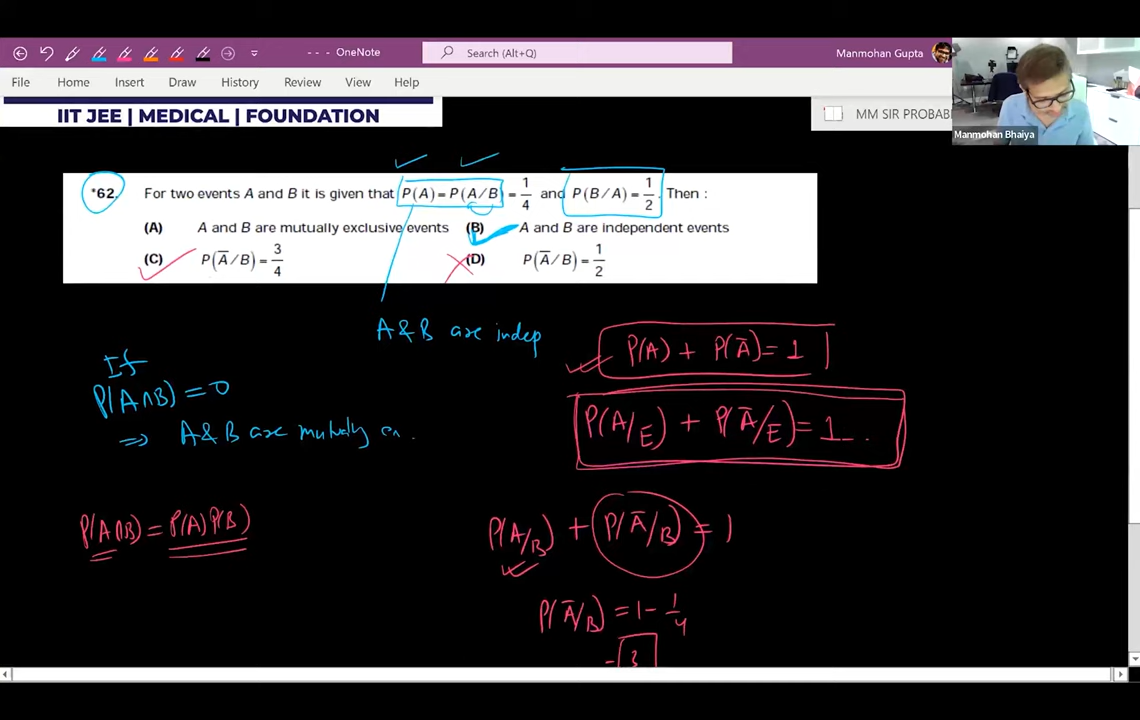 - - - OneNote
Search (Alt+Q)
Manmohan Gupta
File Home Insert Draw History Review View Help
IIT JEE | MEDICAL | FOUNDATION
MM SIR PROBAB
Manmohan Bhaiya
*62. For two events A and B it is given that P(A) = P(A/B) = 1/4 and P(B/A) = 1/2. Then :
(A) A and B are mutually exclusive events (B) A and B are independent events
(C) P(A̅/B) = 3/4 (D) P(A̅/B) = 1/2
A & B are indep
If
P(A∩B) = 0
⇒ A & B are mutually ex .
P(A) + P(A̅) = 1
P(A/E) + P(A̅/E) = 1 .
P(A∩B) = P(A) P(B)
P(A/B) + P(A̅/B) = 1
P(A̅/B) = 1 - 1/4
= 3